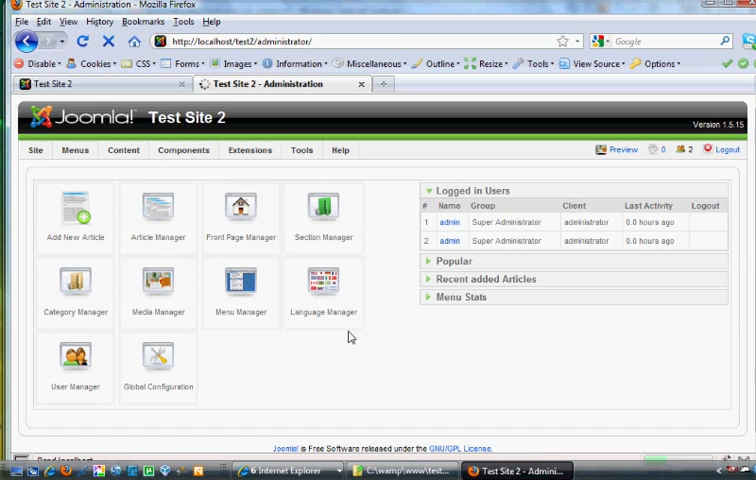 Test Site 2 - Administration - Mozilla Firefox
File Edit View History Bookmarks Tools Help
http://localhost/test2/administrator/
Google
Disable Cookies CSS Forms Images Information Miscellaneous Outline Resize Tools View Source Options
Test Site 2
Test Site 2 - Administration
Joomla! Test Site 2
Version 1.5.15
Site Menus Content Components Extensions Tools Help
Preview 0 2 Logout
Add New Article
Article Manager
Front Page Manager
Section Manager
Category Manager
Media Manager
Menu Manager
Language Manager
User Manager
Global Configuration
Logged in Users
# Name Group Client Last Activity Logout
1 admin Super Administrator administrator 0.0 hours ago
2 admin Super Administrator administrator 0.0 hours ago
Popular
Recent added Articles
Menu Stats
Joomla! is Free Software released under the GNU/GPL License.
6 Internet Explorer
C:\wamp\www\test...
Test Site 2 - Admini...